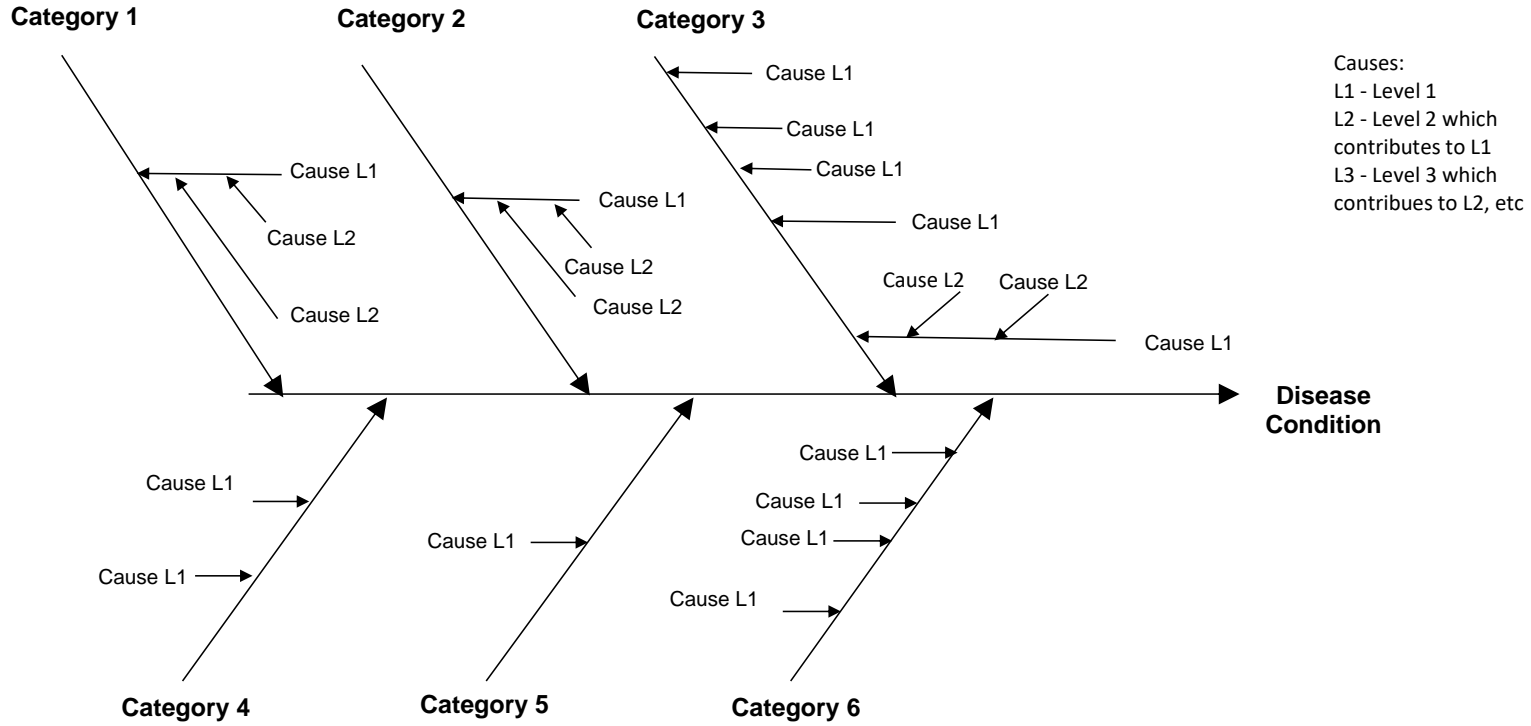 Category 1
Category 2
Category 3
Cause L1
Cause L1
Cause L1
Cause L1
Cause L1
Cause L1
Cause L2
Cause L2
Cause L2
Cause L2
Cause L2
Cause L2
Cause L1
Causes:
L1 - Level 1
L2 - Level 2 which
contributes to L1
L3 - Level 3 which
contribues to L2, etc
Disease
Condition
Cause L1
Cause L1
Cause L1
Cause L1
Cause L1
Cause L1
Cause L1
Category 4
Category 5
Category 6